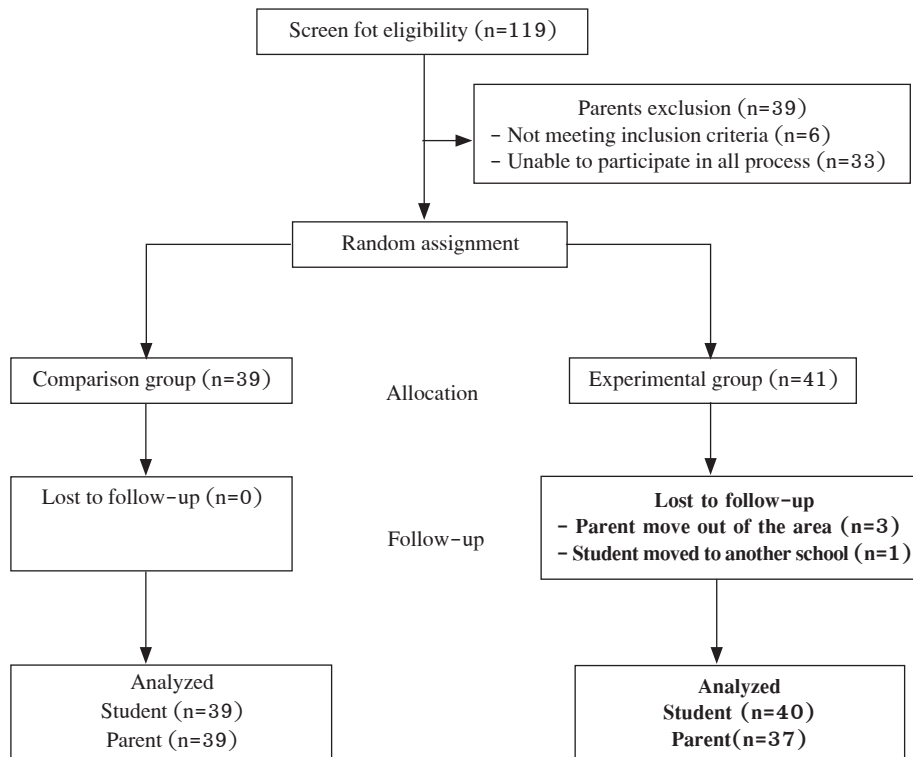 Screen fot eligibility (n=119)
Parents exclusion (n=39)
- Not meeting inclusion criteria (n=6)
- Unable to participate in all process (n=33)
Random assignment
Comparison group (n=39)
Allocation
Experimental group (n=41)
Lost to follow-up (n=0)
Follow-up
Lost to follow-up
- Parent move out of the area (n=3)
- Student moved to another school (n=1)
Analyzed
Student (n=39)
Parent (n=39)
Analyzed
Student (n=40)
Parent(n=37)